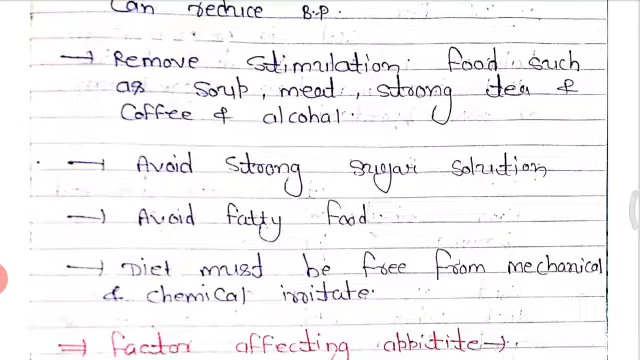 Can reduce B.P.
→ Remove stimulation food such
as soup, meat, strong tea &
Coffee & alcohal.
→ Avoid strong sugar solution
→ Avoid fatty food.
→ Diet must be free from mechanical
& chemical irritate.
⇒ factor affecting appitite →